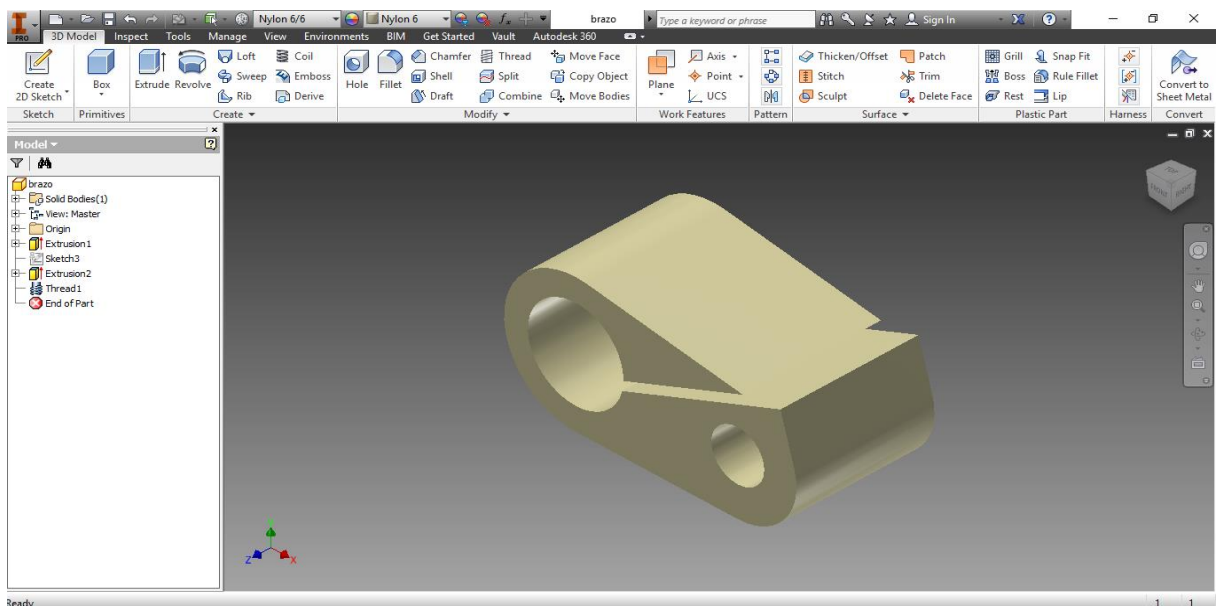 Nylon 6/6 Nylon 6 fx brazo Type a keyword or phrase Sign In
PRO 3D Model Inspect Tools Manage View Environments BIM Get Started Vault Autodesk 360
Loft Coil Chamfer Thread Move Face Axis Thicken/Offset Patch Grill Snap Fit
Create 2D Sketch Box Extrude Revolve Sweep Emboss Hole Fillet Shell Split Copy Object Plane Point Stitch Trim Boss Rule Fillet Convert to Sheet Metal
Rib Derive Draft Combine Move Bodies UCS Sculpt Delete Face Rest Lip
Sketch Primitives Create Modify Work Features Pattern Surface Plastic Part Harness Convert
Model
brazo
Solid Bodies(1)
View: Master
Origin
Extrusion1
Sketch3
Extrusion2
Thread1
End of Part
Z X
Ready 1 1